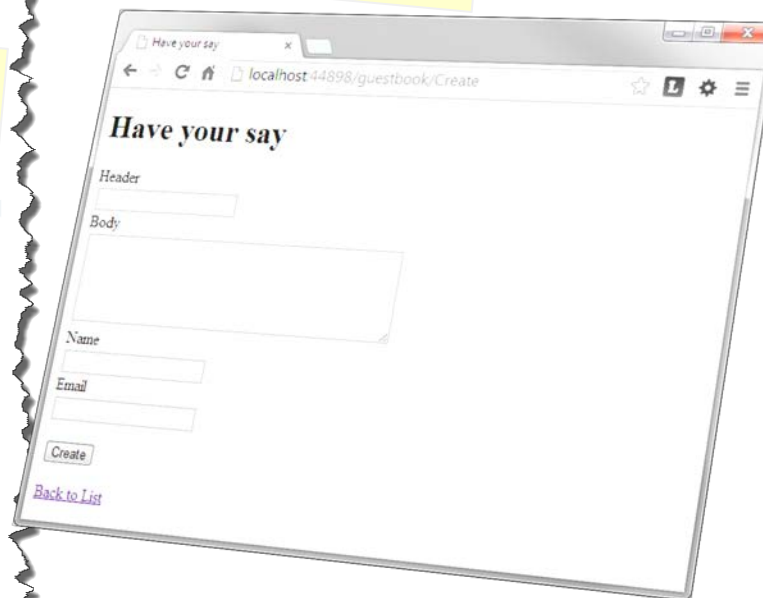 Have your say
localhost:44898/guestbook/Create
Have your say
Header
Body
Name
Email
Create
Back to List